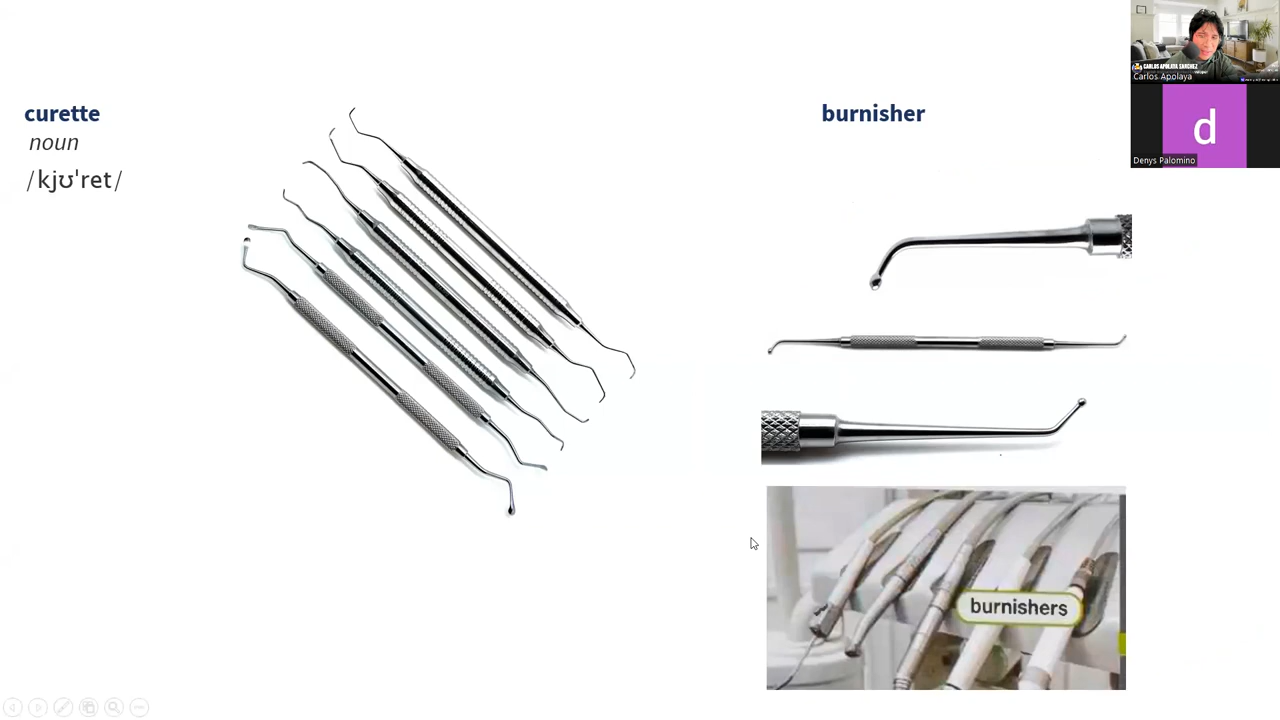 curette
noun
/kjʊˈret/
burnisher
burnishers
CARLOS APOLAYA SANCHEZ
Carlos Apolaya
d
Denys Palomino